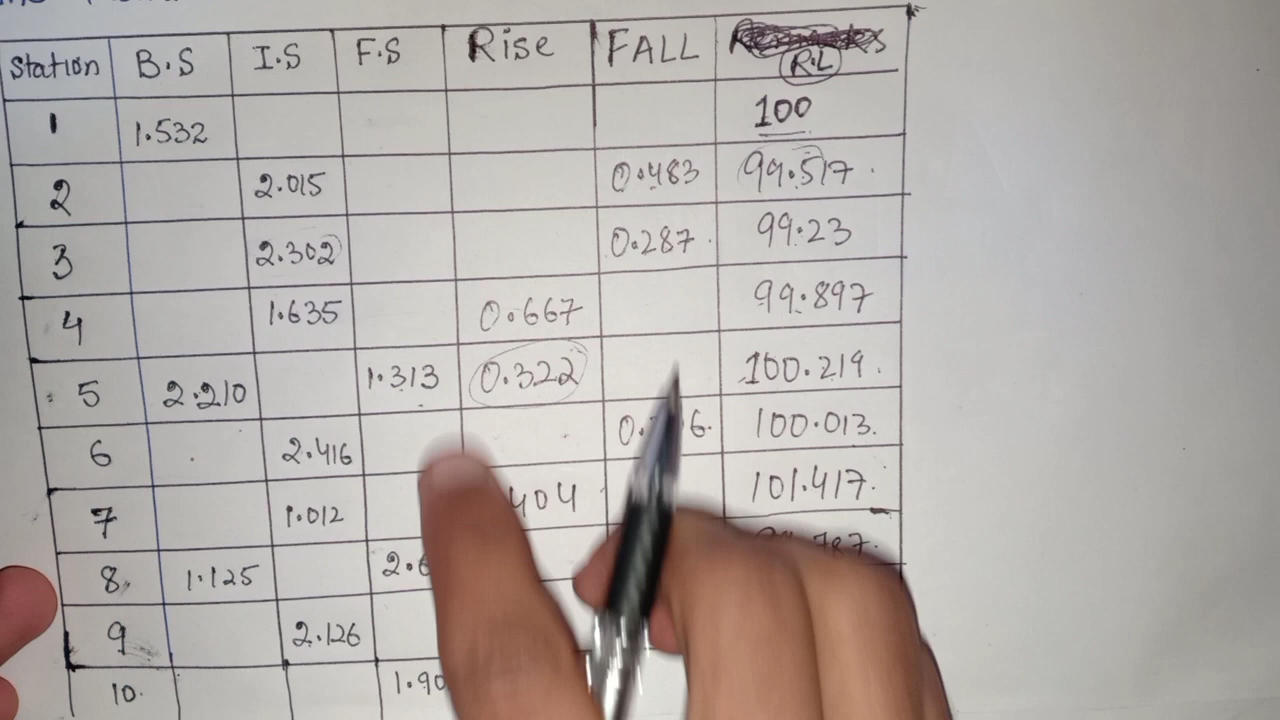 Station B.S I.S F.S Rise FALL R.L
1 1.532 100
2 2.015 0.483 99.517
3 2.302 0.287 99.23
4 1.635 0.667 99.897
5 2.210 1.313 0.322 100.219
6 2.416 100.013
7 1.012 101.417
8 1.125
9 2.126
10